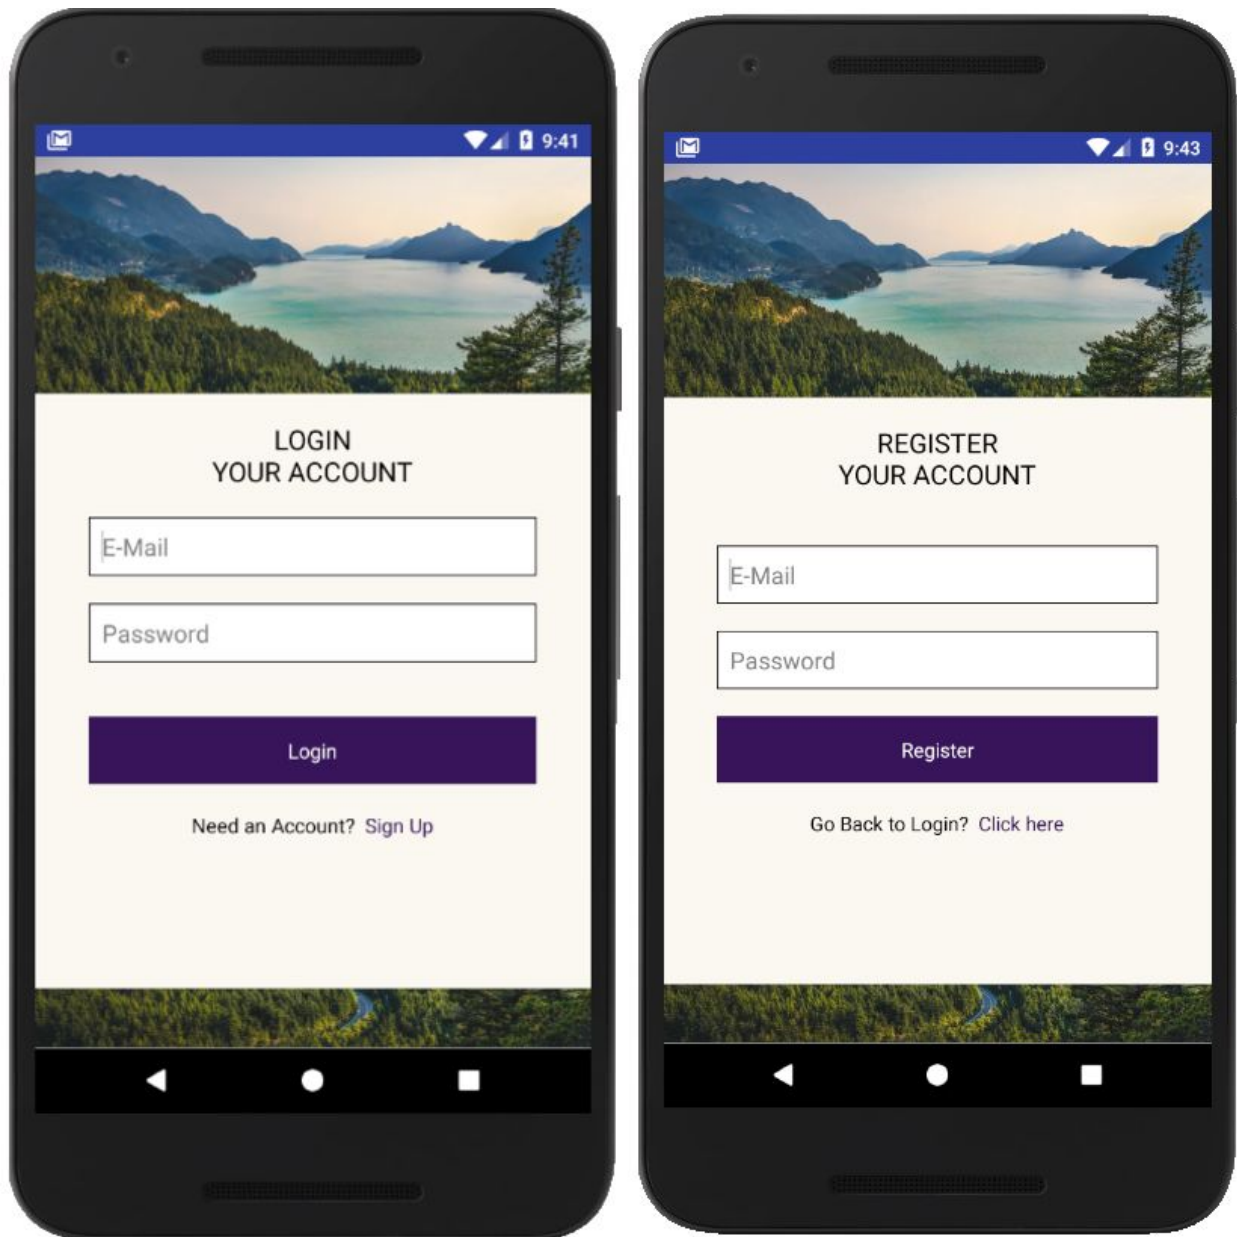 9:41
LOGIN
YOUR ACCOUNT
E-Mail
Password
Login
Need an Account? Sign Up
9:43
REGISTER
YOUR ACCOUNT
E-Mail
Password
Register
Go Back to Login? Click here